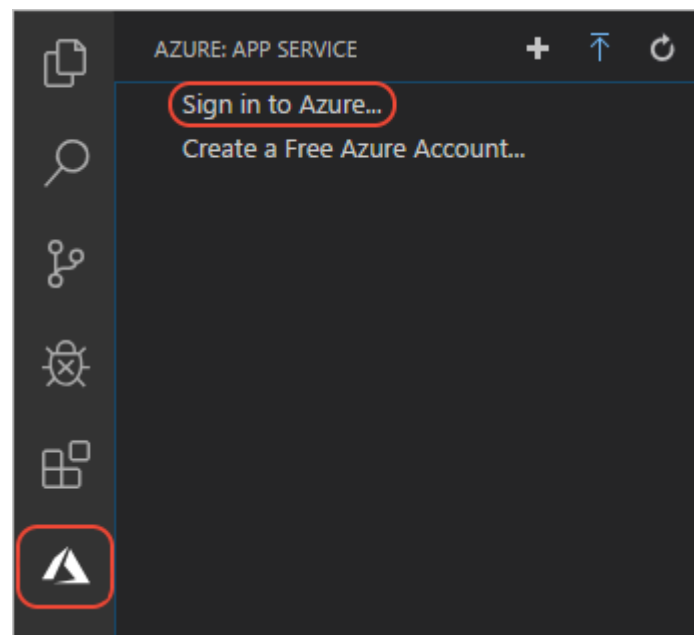 AZURE: APP SERVICE
Sign in to Azure...
Create a Free Azure Account...